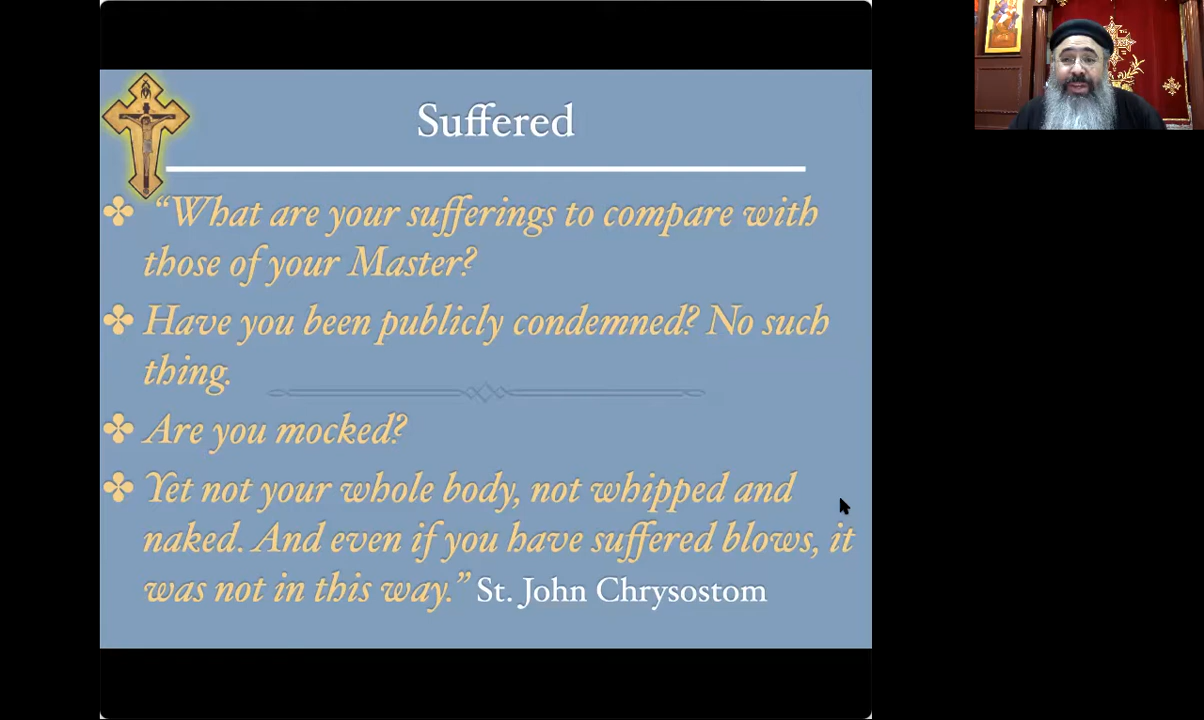 Suffered
“What are your sufferings to compare with
those of your Master?
Have you been publicly condemned? No such
thing.
Are you mocked?
Yet not your whole body, not whipped and
naked. And even if you have suffered blows, it
was not in this way.” St. John Chrysostom